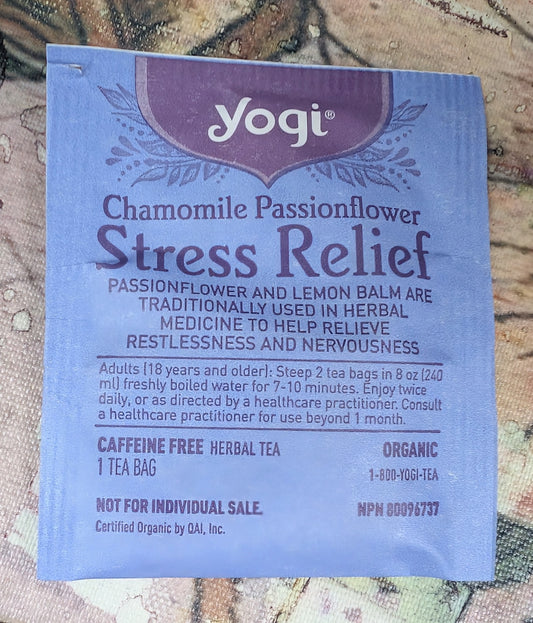 yogi®
Chamomile Passionflower
Stress Relief
PASSIONFLOWER AND LEMON BALM ARE
TRADITIONALLY USED IN HERBAL
MEDICINE TO HELP RELIEVE
RESTLESSNESS AND NERVOUSNESS
Adults (18 years and older): Steep 2 tea bags in 8 oz (240
ml) freshly boiled water for 7-10 minutes. Enjoy twice
daily, or as directed by a healthcare practitioner. Consult
a healthcare practitioner for use beyond 1 month.
CAFFEINE FREE HERBAL TEA ORGANIC
1 TEA BAG 1-800-YOGI-TEA
NOT FOR INDIVIDUAL SALE. NPN 80096737
Certified Organic by QAI, Inc.